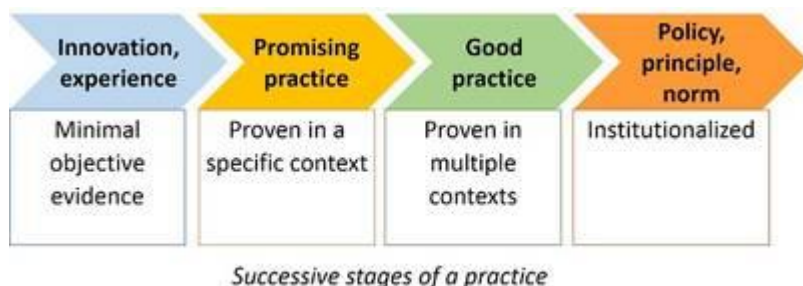 Innovation,
experience
Promising
practice
Good
practice
Policy,
principle,
norm
Minimal
objective
evidence
Proven in a
specific context
Proven in
multiple
contexts
Institutionalized
Successive stages of a practice